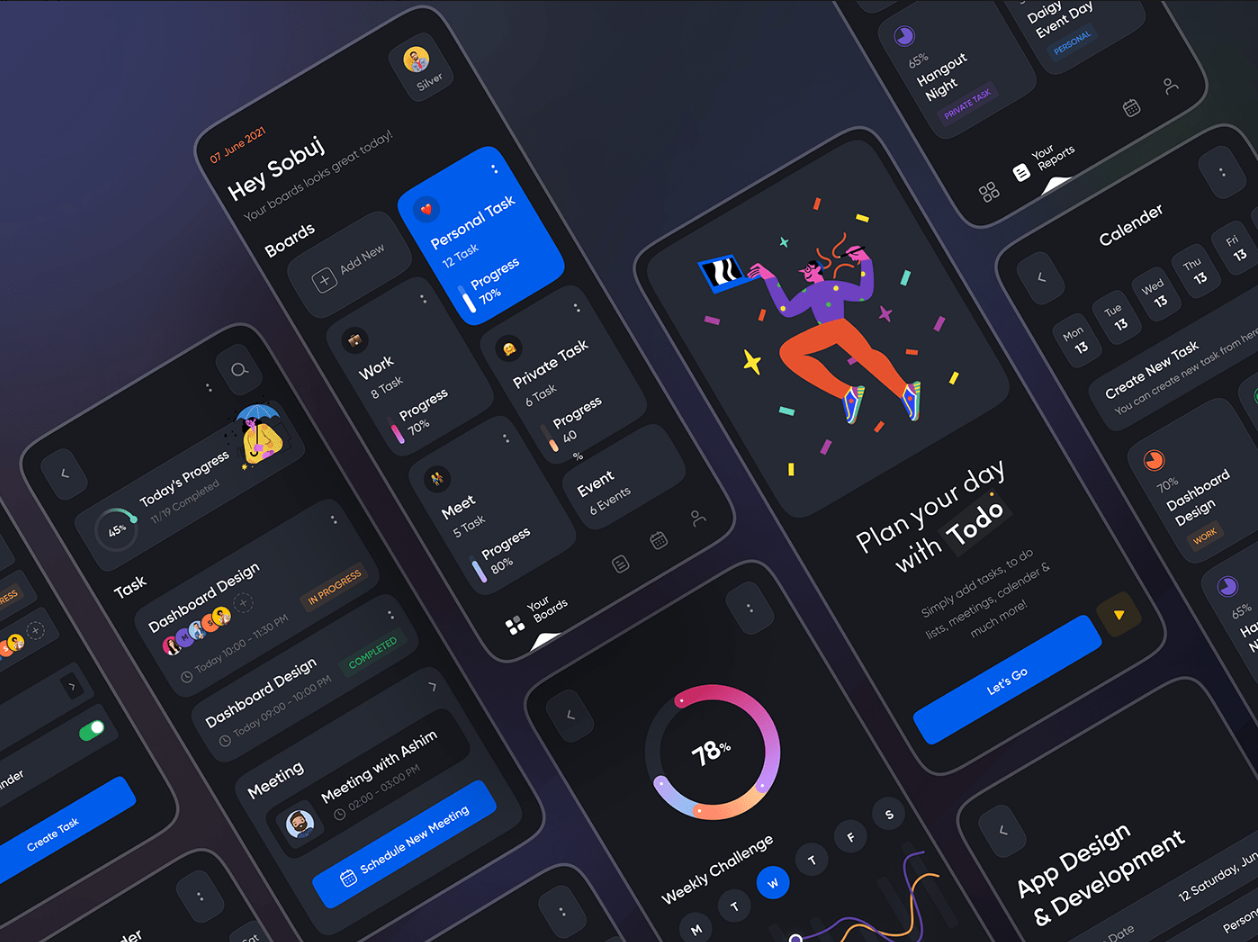 07 June 2021
Silver
Hey Sobuj
Your boards looks great today!
Boards
Add New
Personal Task
12 Task
Progress
70%
Work
8 Task
Progress
70%
Private Task
6 Task
Progress
40
%
Meet
5 Task
Progress
80%
Event
6 Events
Your
Boards
Today's Progress
11/19 Completed
45%
Task
Dashboard Design
Today 10:00 - 11:30 PM
IN PROGRESS
Dashboard Design
Today 09:00 - 10:00 PM
COMPLETED
Meeting
Meeting with Ashim
02:00 - 03:00 PM
Schedule New Meeting
Create Task
78%
Weekly Challenge
M
T
W
T
F
S
Plan your day
with Todo
Simply add tasks, to do
lists, meetings, calender &
much more!
Let's Go
65%
Hangout
Night
PRIVATE TASK
Daigy
Event Day
PERSONAL
Your
Reports
Calender
Mon
13
Tue
13
Wed
13
Thu
13
Fri
13
Create New Task
You can create new task from here
70%
Dashboard
Design
WORK
65%
App Design
& Development
Date
12 Saturday,